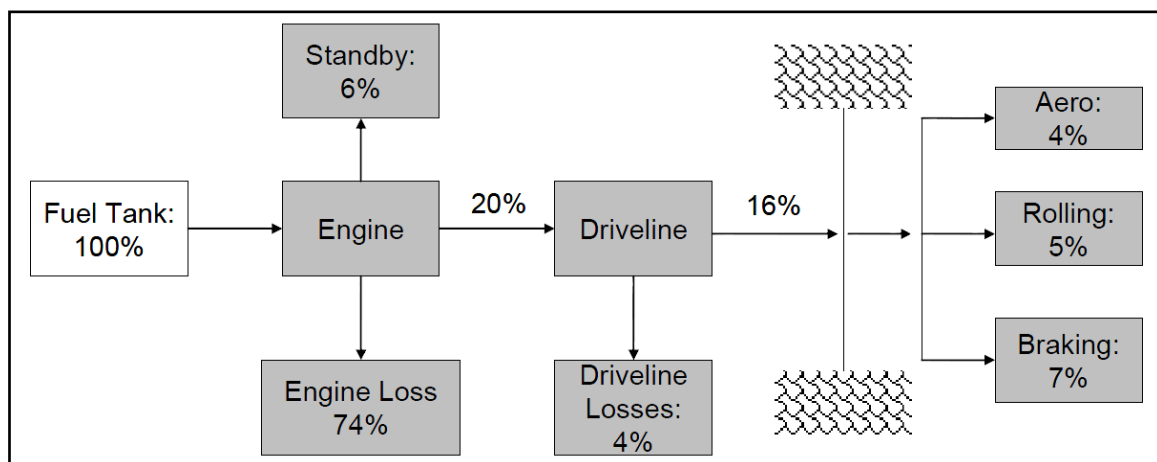 Standby:
6%
Aero:
4%
Fuel Tank:
100%
Engine
20%
Driveline
16%
Rolling:
5%
Engine Loss
74%
Driveline
Losses:
4%
Braking:
7%